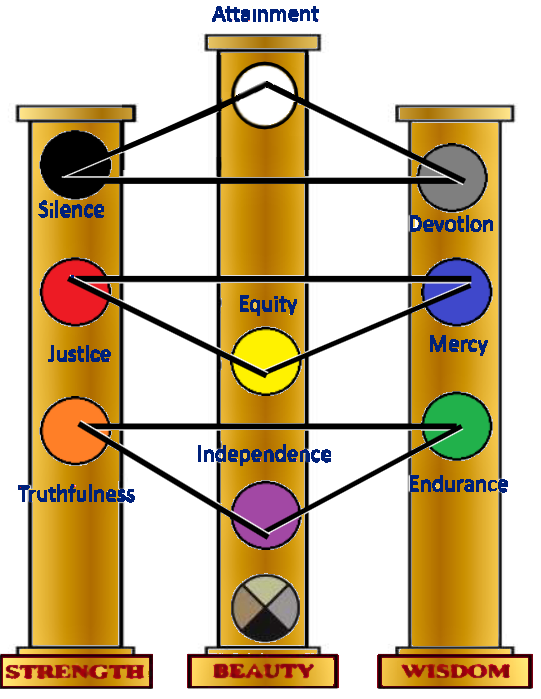 Attainment
Silence
Devotion
Equity
Justice
Mercy
Independence
Truthfulness
Endurance
STRENGTH
BEAUTY
WISDOM